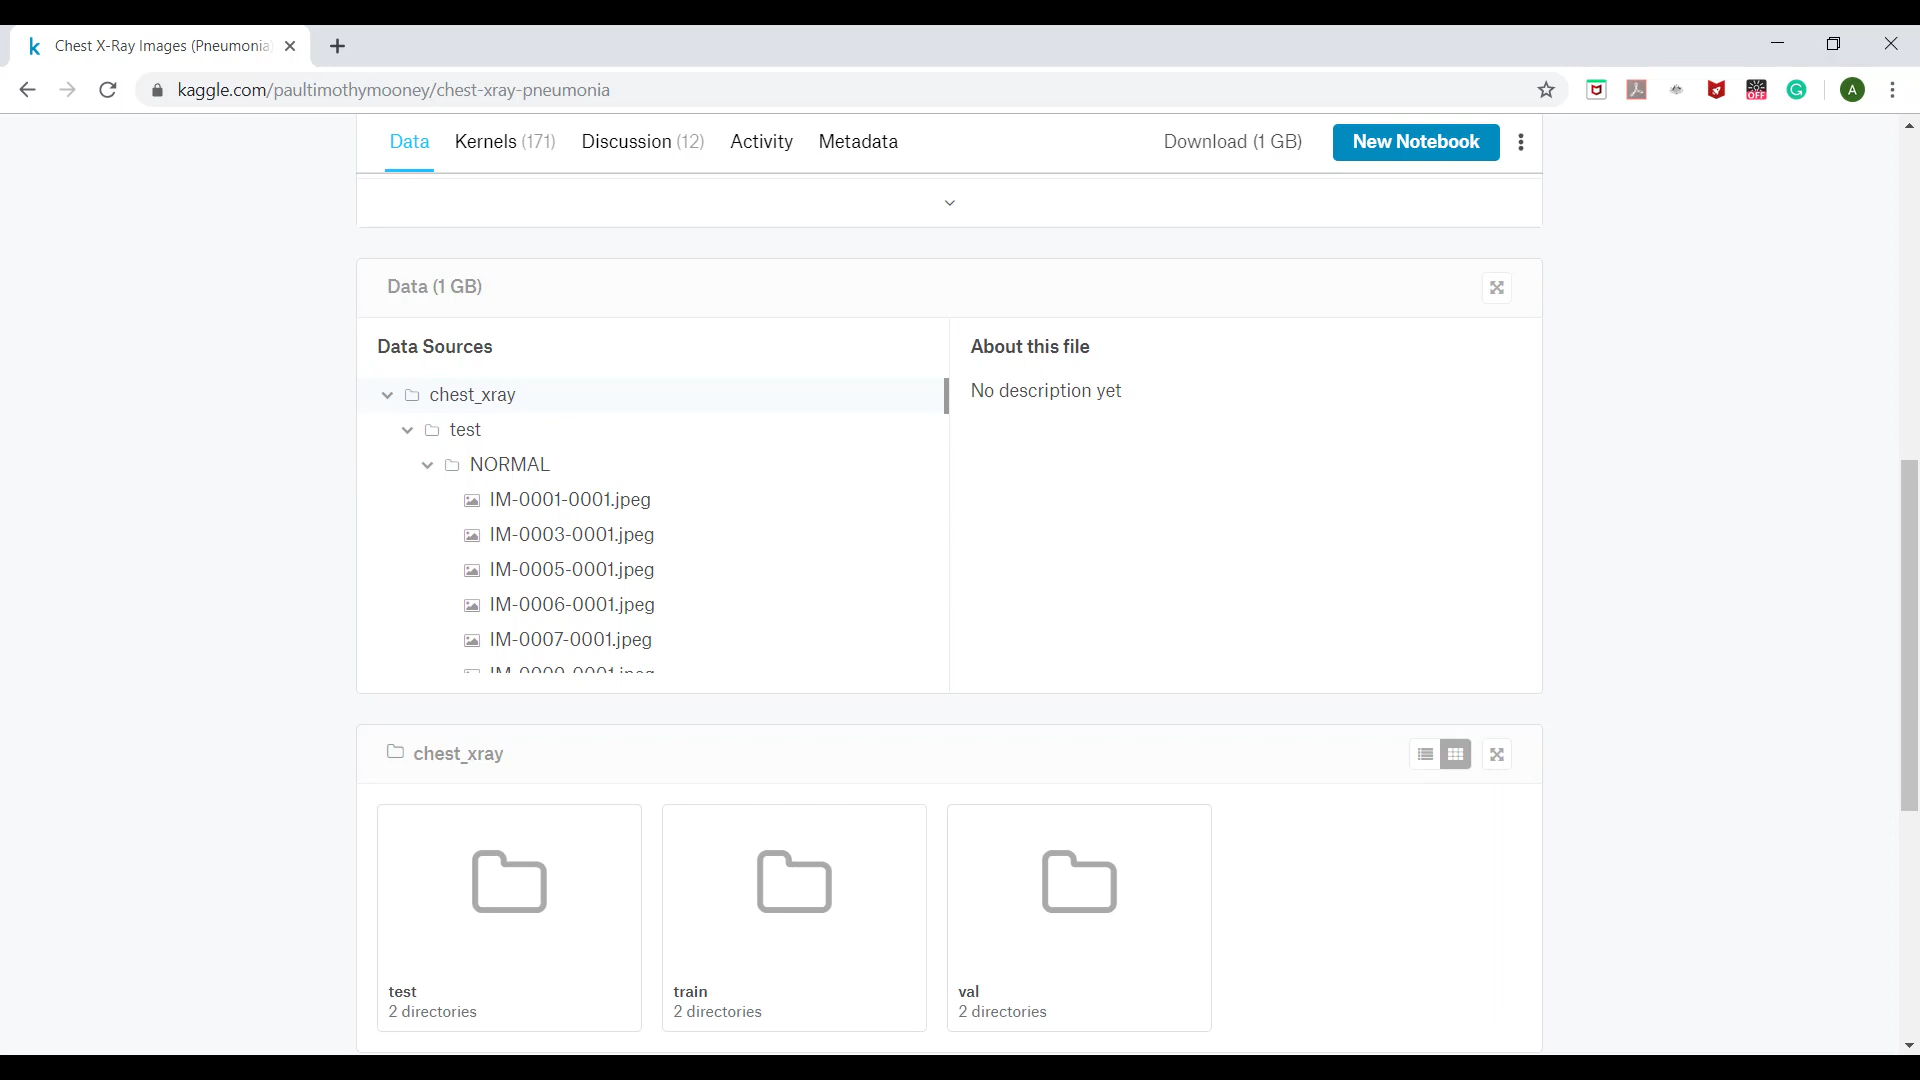 Chest X-Ray Images (Pneumonia)
kaggle.com/paultimothymooney/chest-xray-pneumonia
OFF
A
Data Kernels (171) Discussion (12) Activity Metadata Download (1 GB) New Notebook
Data (1 GB)
Data Sources
About this file
chest_xray
No description yet
test
NORMAL
IM-0001-0001.jpeg
IM-0003-0001.jpeg
IM-0005-0001.jpeg
IM-0006-0001.jpeg
IM-0007-0001.jpeg
chest_xray
test
2 directories
train
2 directories
val
2 directories